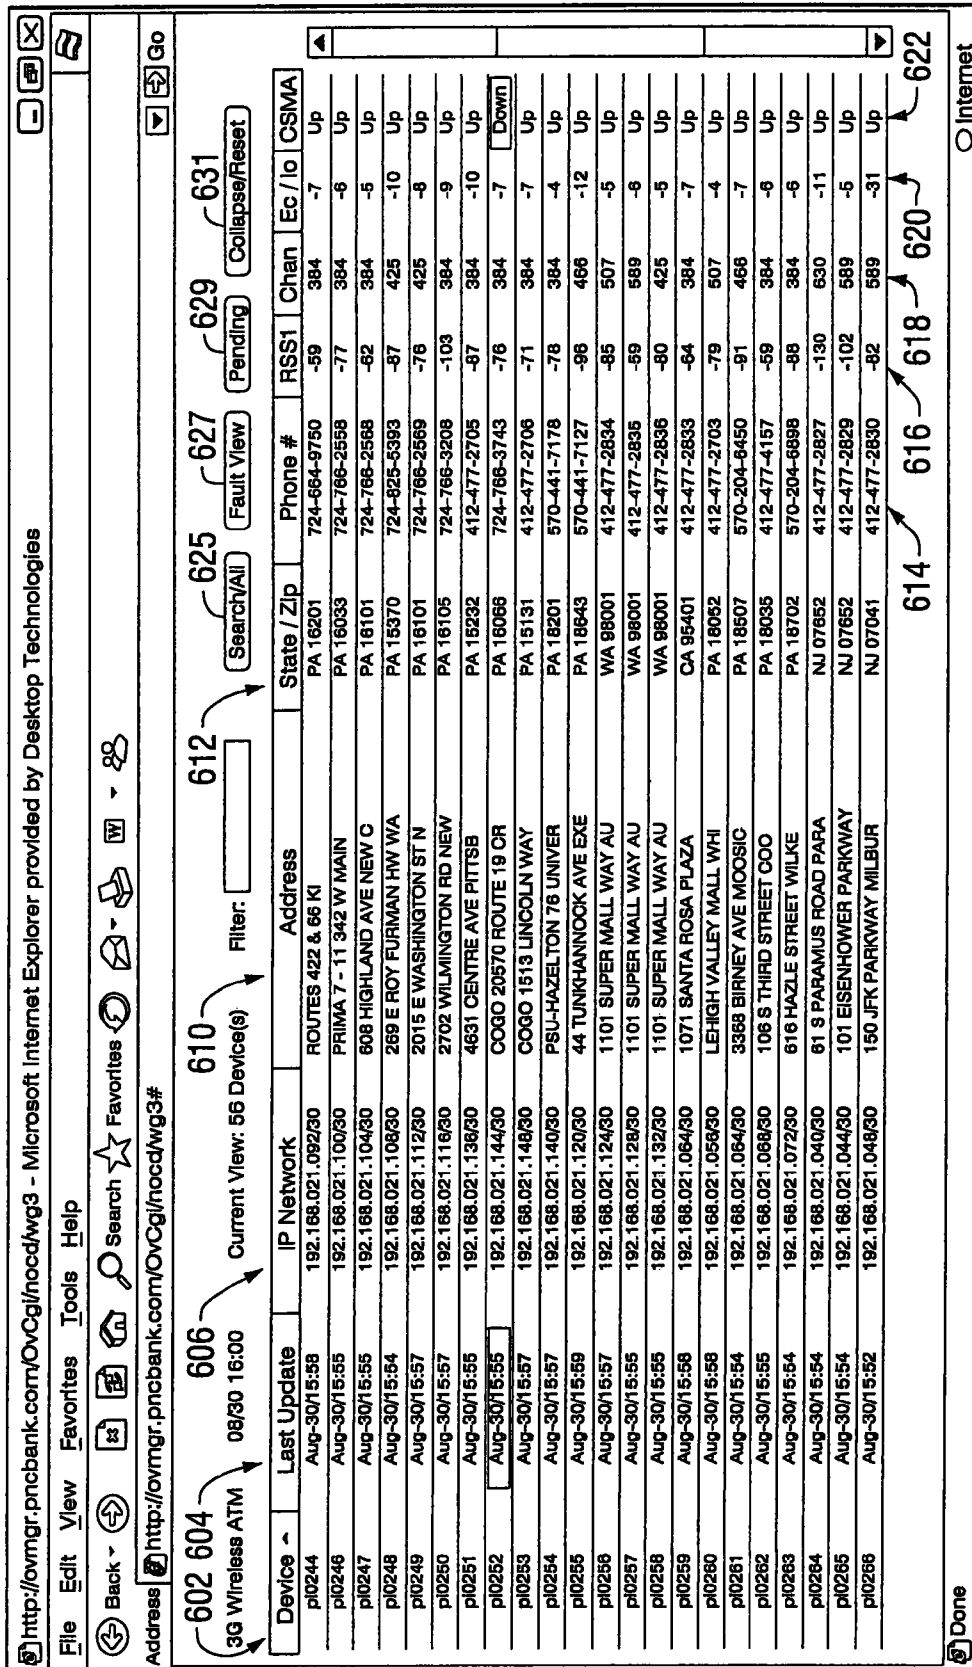 http://ovmgr.pncbank.com/OvCgi/nocd/wg3 - Microsoft Internet Explorer provided by Desktop Technologies
File Edit View Favorites Tools Help
Back Search Favorites
Address http://ovmgr.pncbank.com/OvCgi/nocd/wg3# Go
602 604 606 610 612 625 627 629 631
3G Wireless ATM 08/30 16:00 Current View: 56 Device(s) Filter: Search/All Fault View Pending Collapse/Reset
Device Last Update IP Network Address State / Zip Phone # RSS1 Chan Ec / Io CSMA
pl0244 Aug-30/15:58 192.168.021.092/30 ROUTES 422 & 66 KI PA 16201 724-664-9750 -59 384 -7 Up
pl0246 Aug-30/15:55 192.168.021.100/30 PRIMA 7 - 11 342 W MAIN PA 16033 724-766-2558 -77 384 -6 Up
pl0247 Aug-30/15:55 192.168.021.104/30 608 HIGHLAND AVE NEW C PA 16101 724-766-2568 -62 384 -5 Up
pl0248 Aug-30/15:54 192.168.021.108/30 269 E ROY FURMAN HW WA PA 15370 724-825-5393 -87 425 -10 Up
pl0249 Aug-30/15:57 192.168.021.112/30 2015 E WASHINGTON ST N PA 16101 724-766-2569 -76 425 -8 Up
pl0250 Aug-30/15:57 192.168.021.116/30 2702 WILMINGTON RD NEW PA 16105 724-766-3208 -103 384 -9 Up
pl0251 Aug-30/15:55 192.168.021.136/30 4631 CENTRE AVE PITTSB PA 15232 412-477-2705 -87 384 -10 Up
pl0252 Aug-30/15:55 192.168.021.144/30 COGO 20570 ROUTE 19 CR PA 16066 724-766-3743 -76 384 -7 Down
pl0253 Aug-30/15:57 192.168.021.148/30 COGO 1513 LINCOLN WAY PA 15131 412-477-2706 -71 384 -7 Up
pl0254 Aug-30/15:57 192.168.021.140/30 PSU-HAZELTON 76 UNIVER PA 18201 570-441-7178 -78 384 -4 Up
pl0255 Aug-30/15:59 192.168.021.120/30 44 TUNKHANNOCK AVE EXE PA 18643 570-441-7127 -96 466 -12 Up
pl0256 Aug-30/15:57 192.168.021.124/30 1101 SUPER MALL WAY AU WA 98001 412-477-2834 -85 507 -5 Up
pl0257 Aug-30/15:55 192.168.021.128/30 1101 SUPER MALL WAY AU WA 98001 412-477-2835 -59 589 -6 Up
pl0258 Aug-30/15:55 192.168.021.132/30 1101 SUPER MALL WAY AU WA 98001 412-477-2836 -80 425 -5 Up
pl0259 Aug-30/15:58 192.168.021.064/30 1071 SANTA ROSA PLAZA CA 95401 412-477-2833 -64 384 -7 Up
pl0260 Aug-30/15:58 192.168.021.056/30 LEHIGH VALLEY MALL WHI PA 18052 412-477-2703 -79 507 -4 Up
pl0261 Aug-30/15:54 192.168.021.064/30 3368 BIRNEY AVE MOOSIC PA 18507 570-204-6450 -91 466 -7 Up
pl0262 Aug-30/15:55 192.168.021.068/30 106 S THIRD STREET COO PA 18035 412-477-4157 -59 384 -6 Up
pl0263 Aug-30/15:54 192.168.021.072/30 616 HAZLE STREET WILKE PA 18702 570-204-6898 -88 384 -6 Up
pl0264 Aug-30/15:54 192.168.021.040/30 61 S PARAMUS ROAD PARA NJ 07652 412-477-2827 -130 630 -11 Up
pl0265 Aug-30/15:54 192.168.021.044/30 101 EISENHOWER PARKWAY NJ 07652 412-477-2829 -102 589 -5 Up
pl0266 Aug-30/15:52 192.168.021.048/30 150 JFK PARKWAY MILBUR NJ 07041 412-477-2830 -82 589 -31 Up
614 616 618 620 622
Done Internet